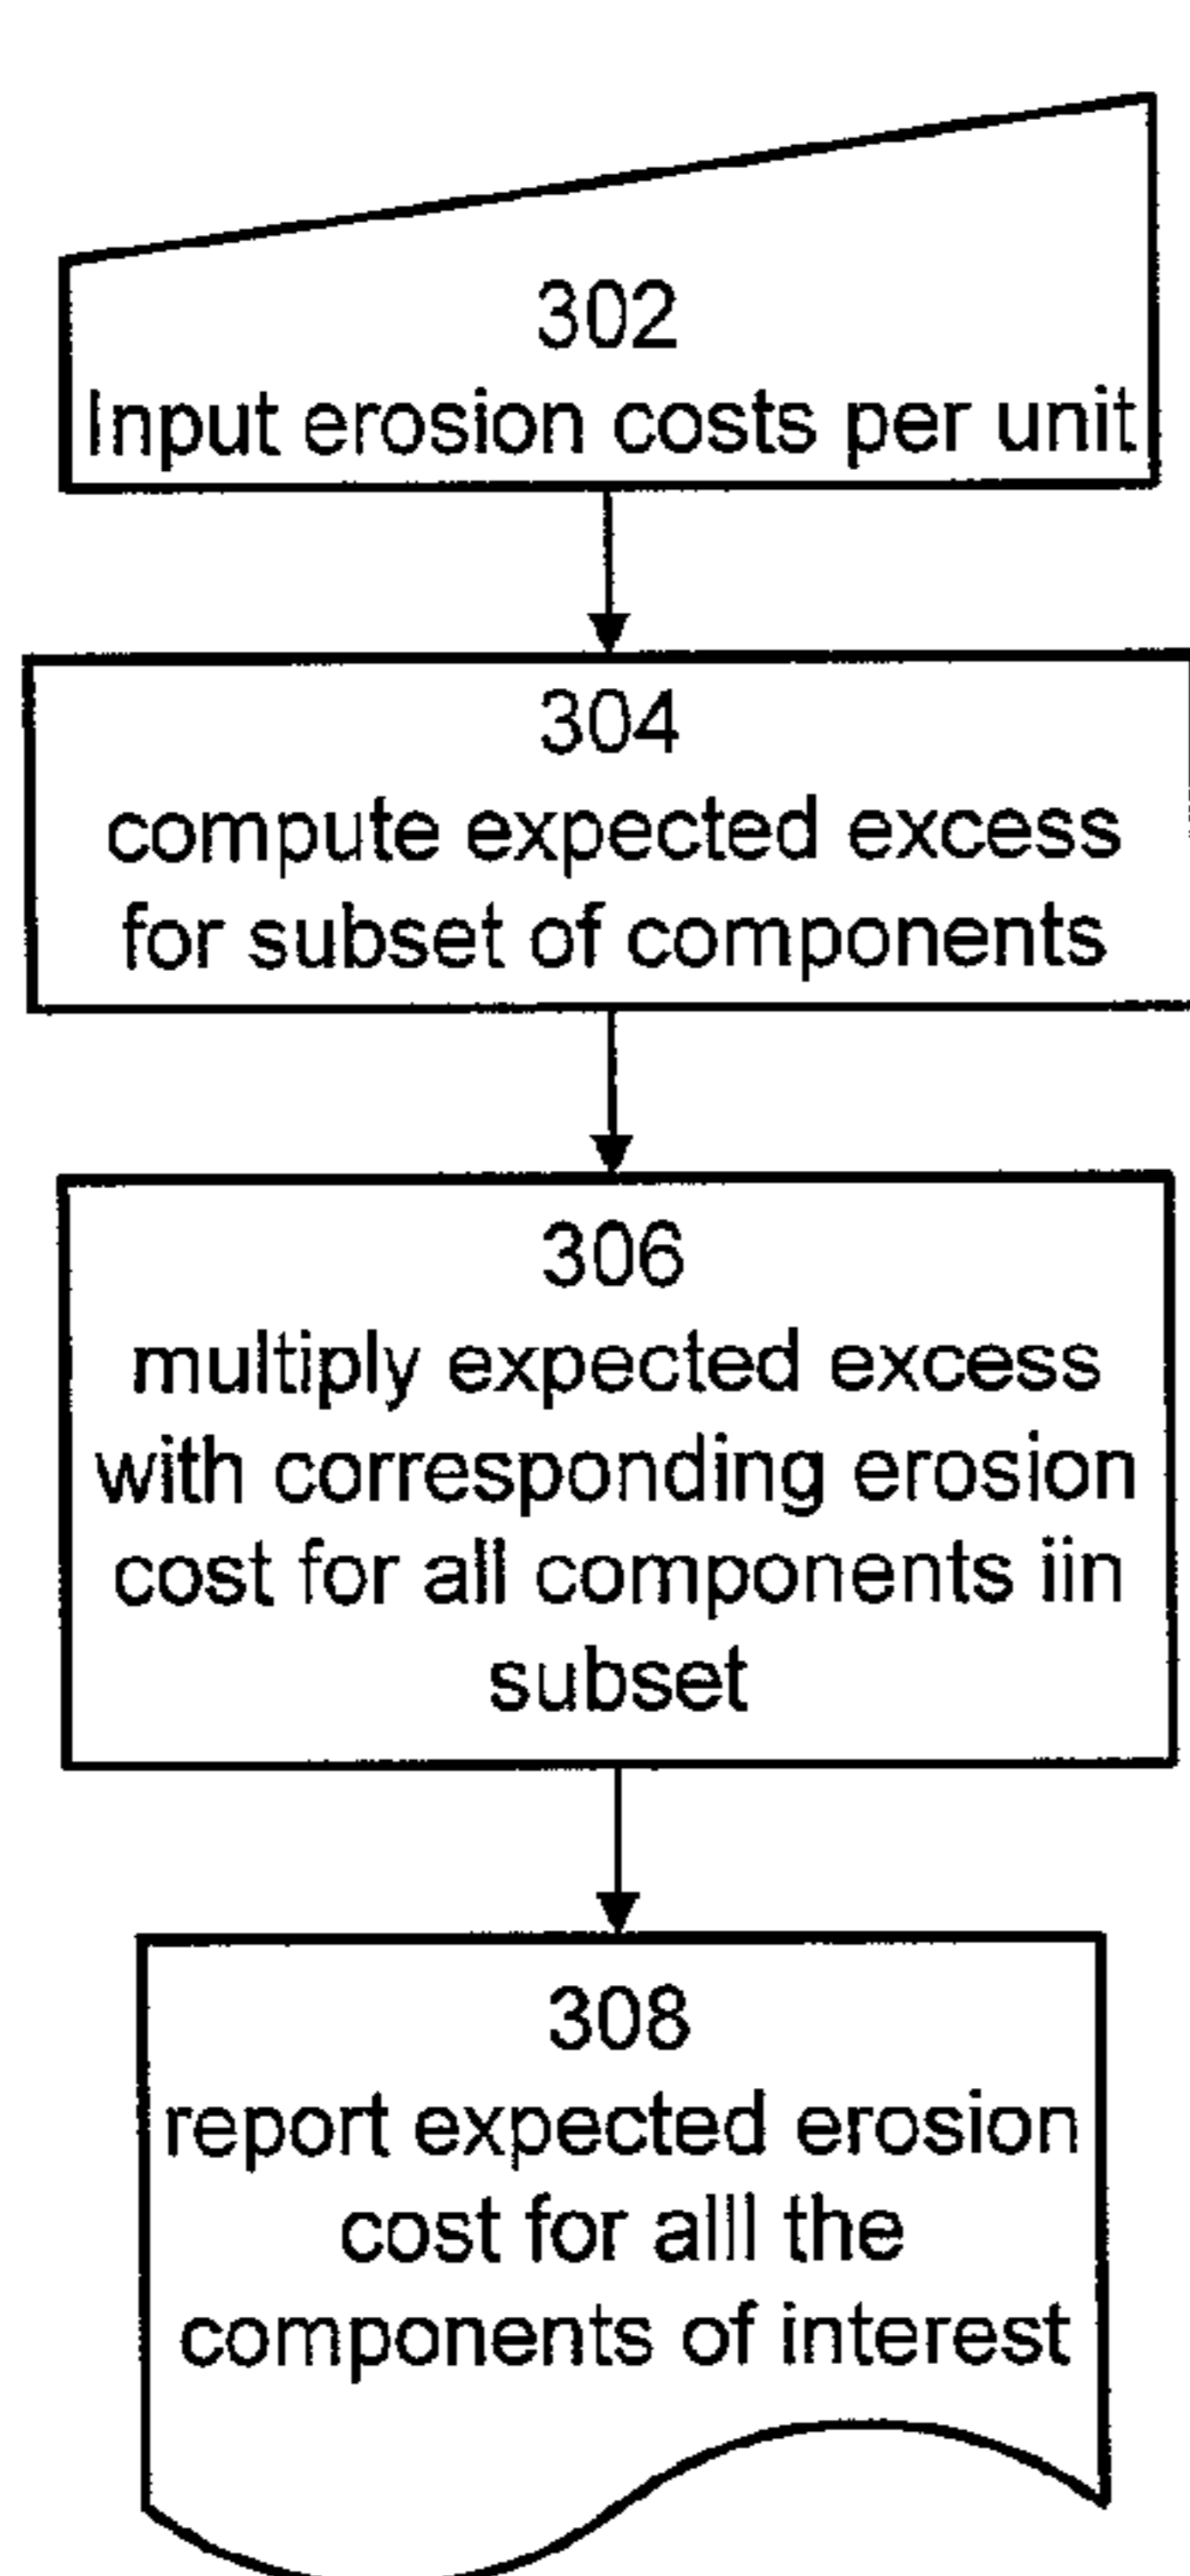 302
Input erosion costs per unit
304
compute expected excess
for subset of components
306
multiply expected excess
with corresponding erosion
cost for all components iin
subset
308
report expected erosion
cost for alll the
components of interest